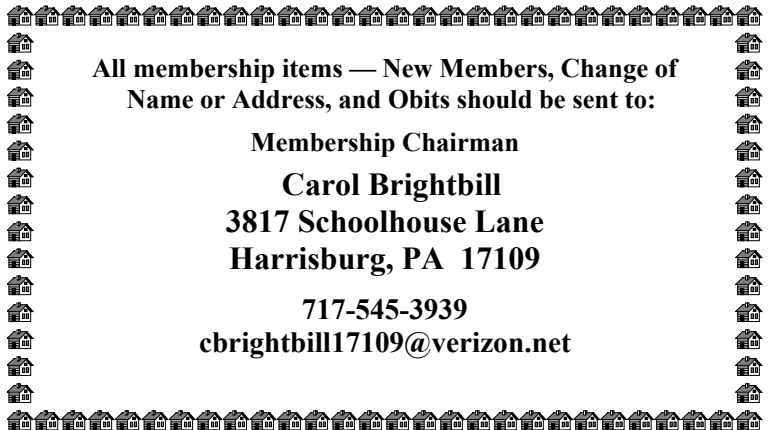 All membership items — New Members, Change of
Name or Address, and Obits should be sent to:
Membership Chairman
Carol Brightbill
3817 Schoolhouse Lane
Harrisburg, PA  17109
717-545-3939
cbrightbill17109@verizon.net